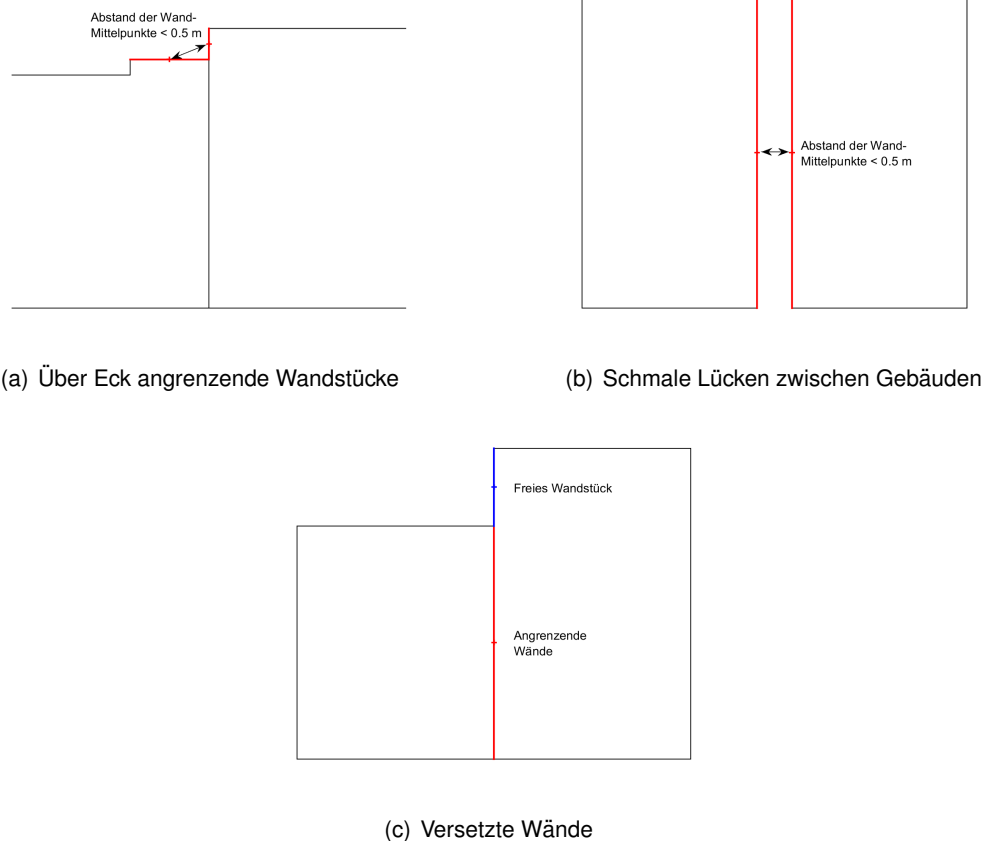 Abstand der Wand-
Mittelpunkte < 0.5 m
Abstand der Wand-
Mittelpunkte < 0.5 m
(a) Über Eck angrenzende Wandstücke
(b) Schmale Lücken zwischen Gebäuden
Freies Wandstück
Angrenzende
Wände
(c) Versetzte Wände